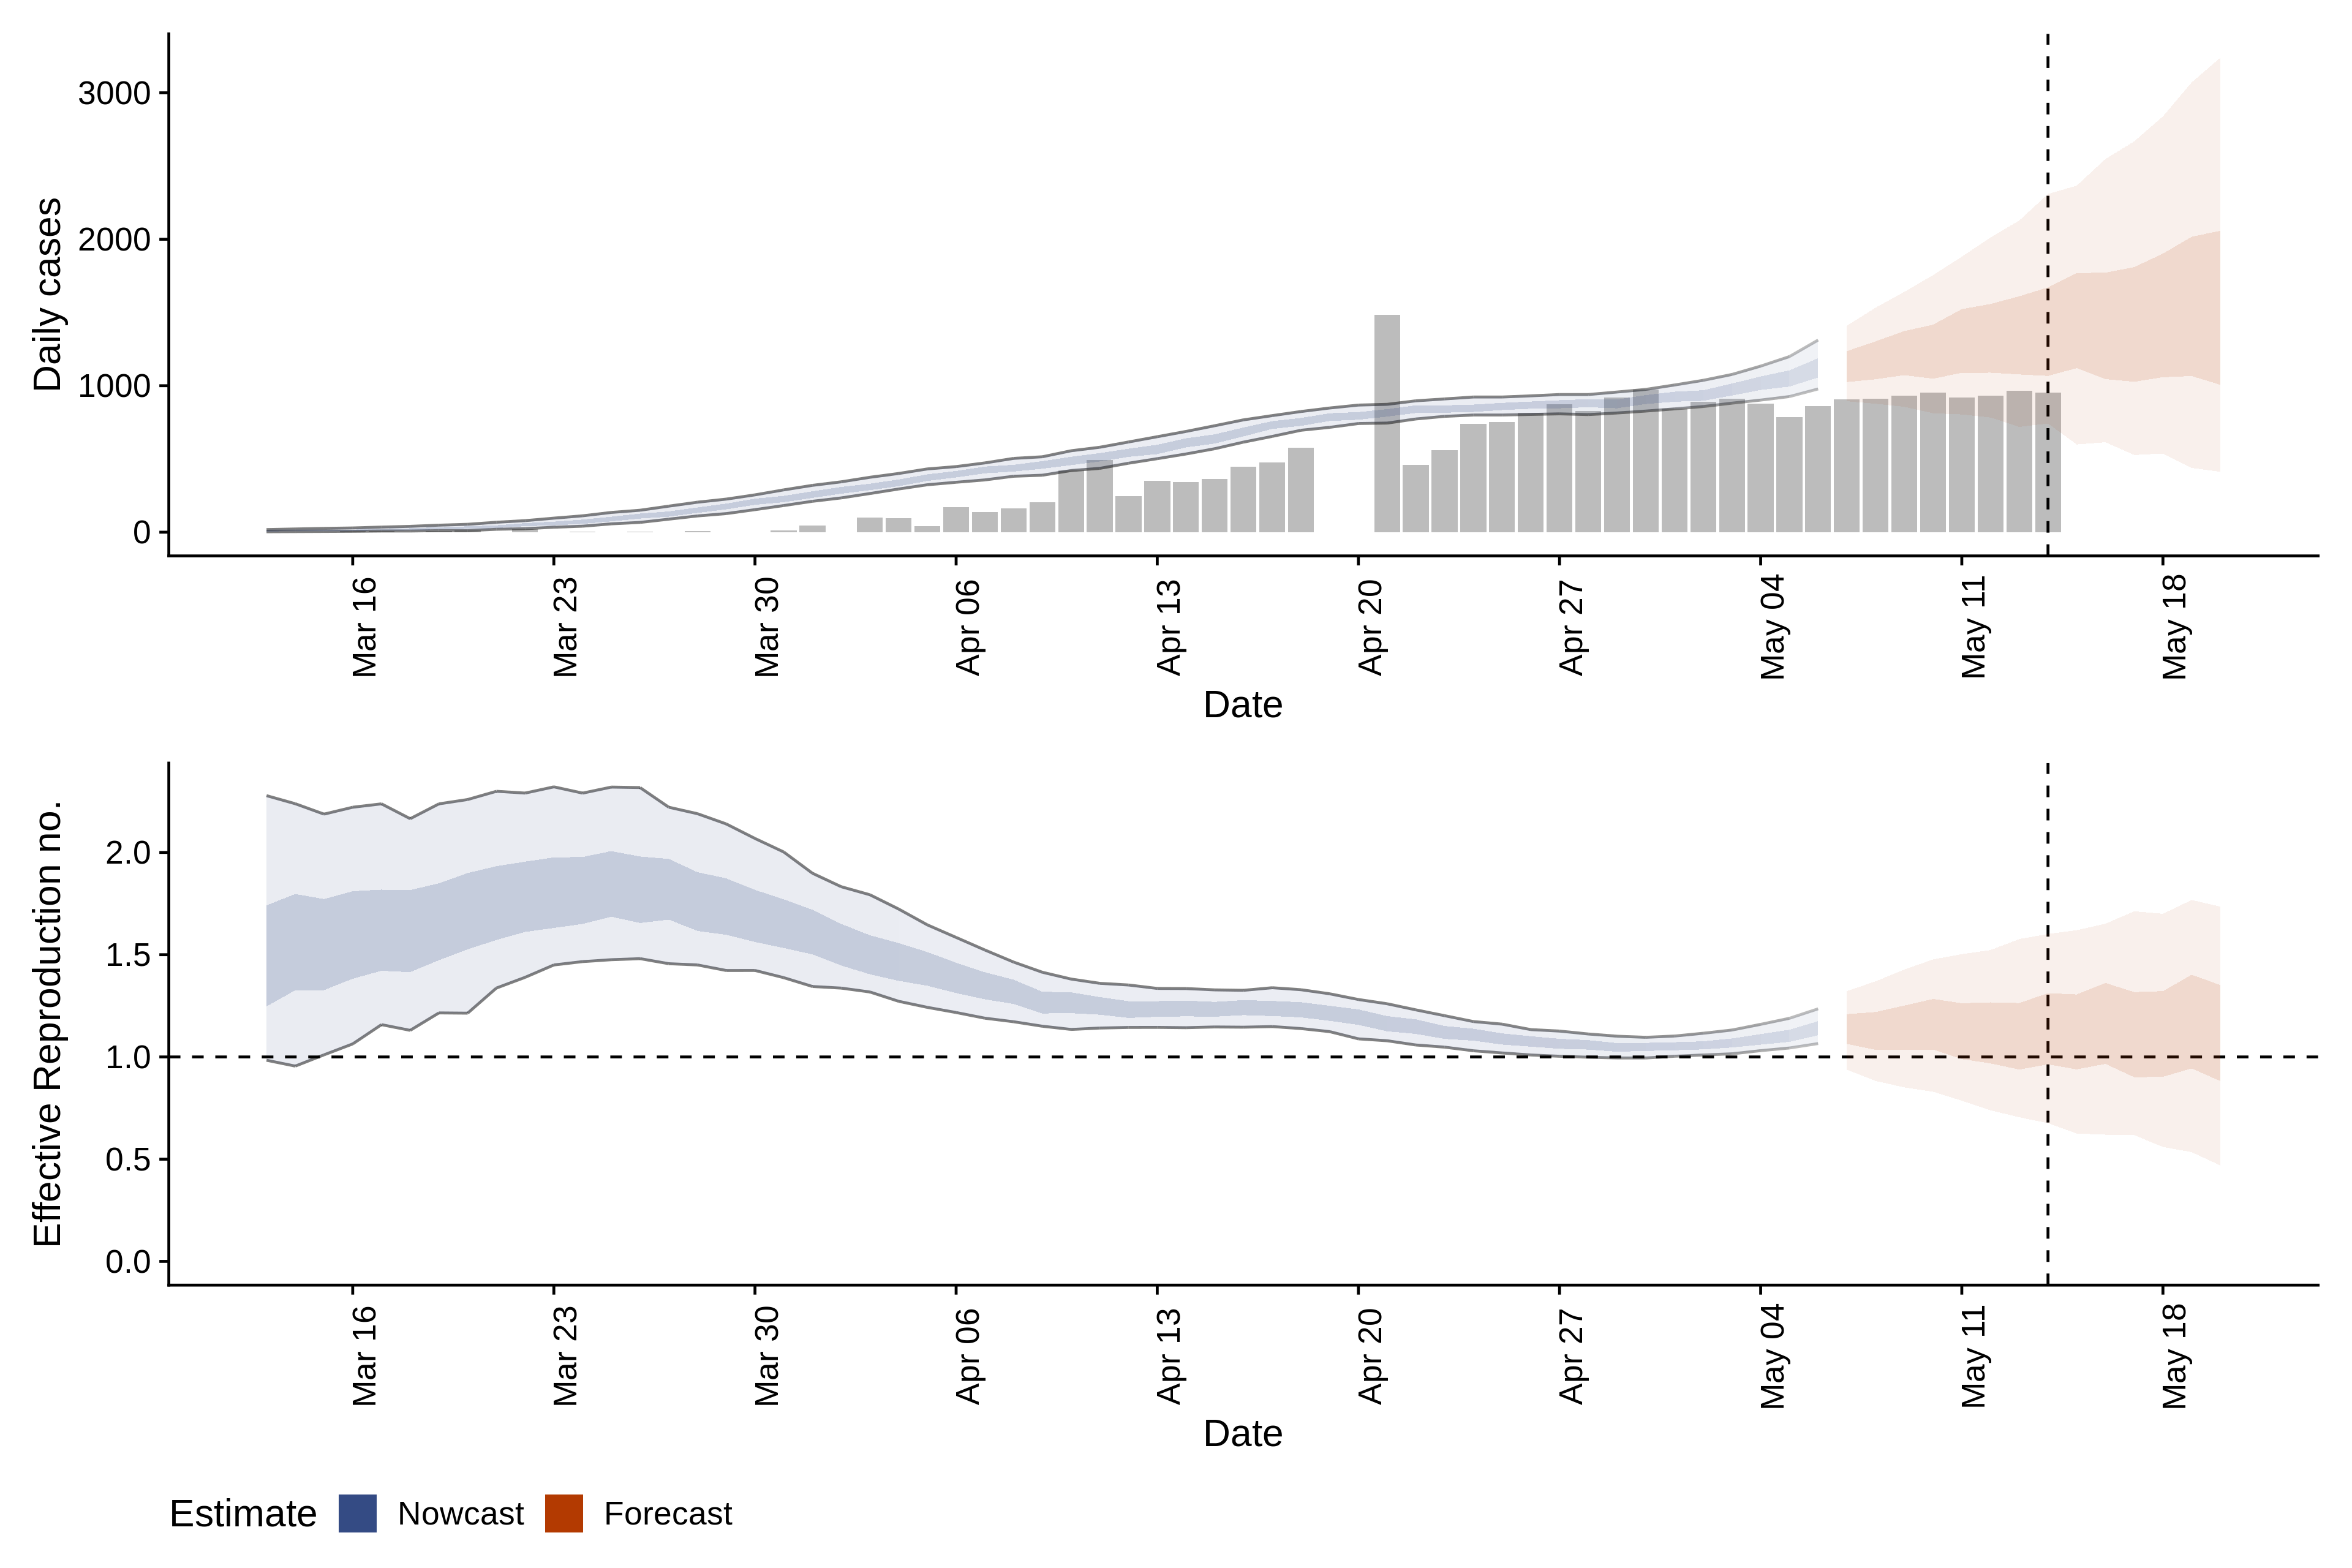 Daily cases
3000
2000
1000
0
Mar 16
Mar 23
Mar 30
Apr 06
Apr 13
Apr 20
Apr 27
May 04
May 11
May 18
Date
Effective Reproduction no.
2.0
1.5
1.0
0.5
0.0
Mar 16
Mar 23
Mar 30
Apr 06
Apr 13
Apr 20
Apr 27
May 04
May 11
May 18
Date
Estimate Nowcast Forecast